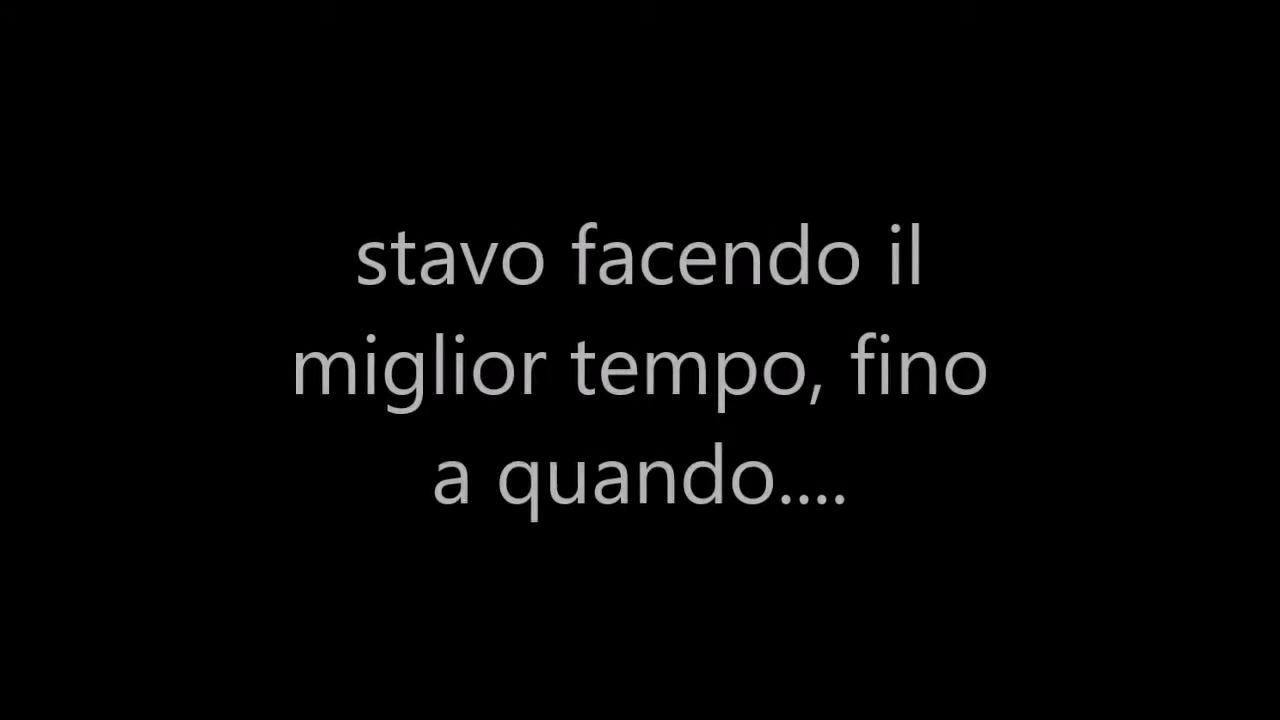 stavo facendo il
miglior tempo, fino
a quando....